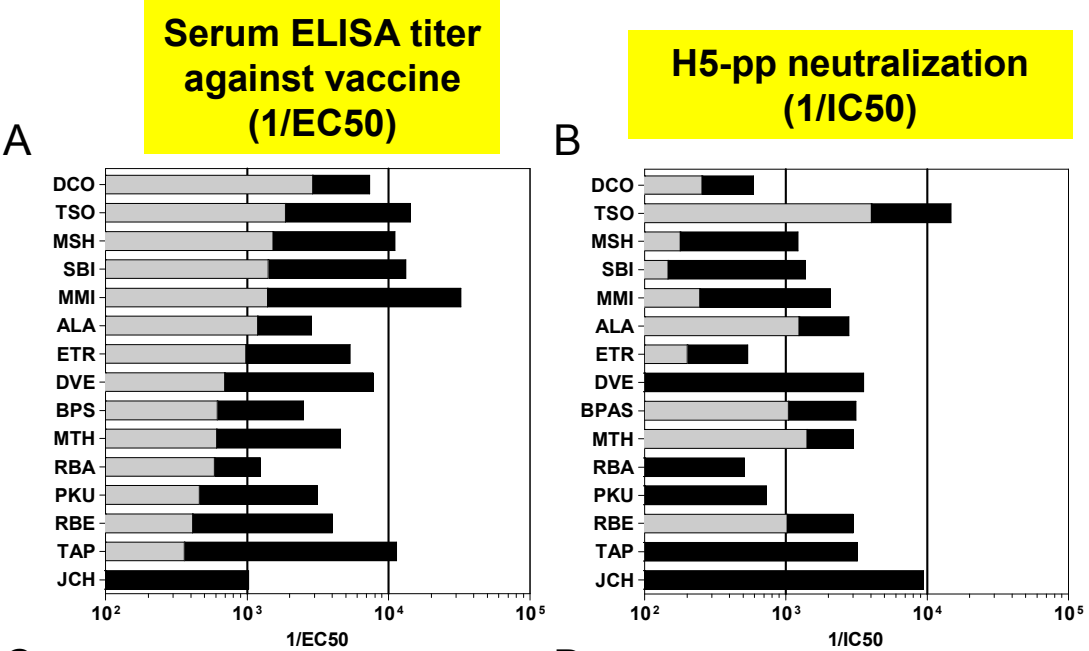 Serum ELISA titer
against vaccine
(1/EC50)
H5-pp neutralization
(1/IC50)
A
DCO
TSO
MSH
SBI
MMI
ALA
ETR
DVE
BPS
MTH
RBA
PKU
RBE
TAP
JCH
10² 10³ 10⁴ 10⁵
1/EC50
B
DCO
TSO
MSH
SBI
MMI
ALA
ETR
DVE
BPAS
MTH
RBA
PKU
RBE
TAP
JCH
10² 10³ 10⁴ 10⁵
1/IC50